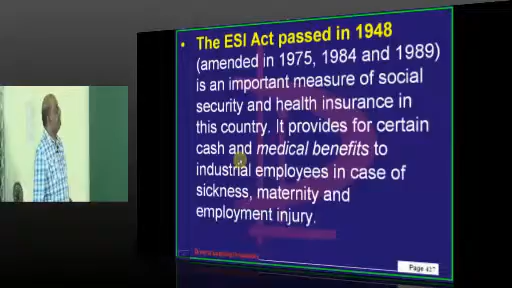 • The ESI Act passed in 1948
(amended in 1975, 1984 and 1989)
is an important measure of social
security and health insurance in
this country. It provides for certain
cash and medical benefits to
industrial employees in case of
sickness, maternity and
employment injury.
Page 417